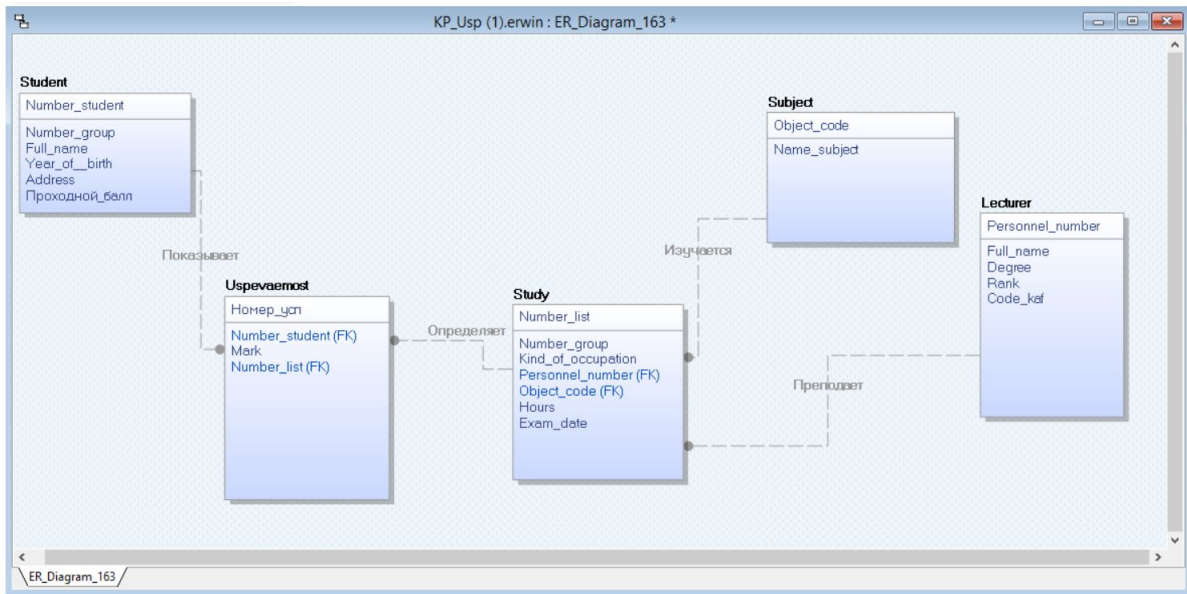 KP_Usp (1).erwin : ER_Diagram_163 *
Student
Number_student
Number_group
Full_name
Year_of__birth
Address
Проходной_балл
Показывает
Uspevaemost
Номер_усп
Number_student (FK)
Mark
Number_list (FK)
Определяет
Study
Number_list
Number_group
Kind_of_occupation
Personnel_number (FK)
Object_code (FK)
Hours
Exam_date
Изучается
Subject
Object_code
Name_subject
Преподает
Lecturer
Personnel_number
Full_name
Degree
Rank
Code_kaf
ER_Diagram_163